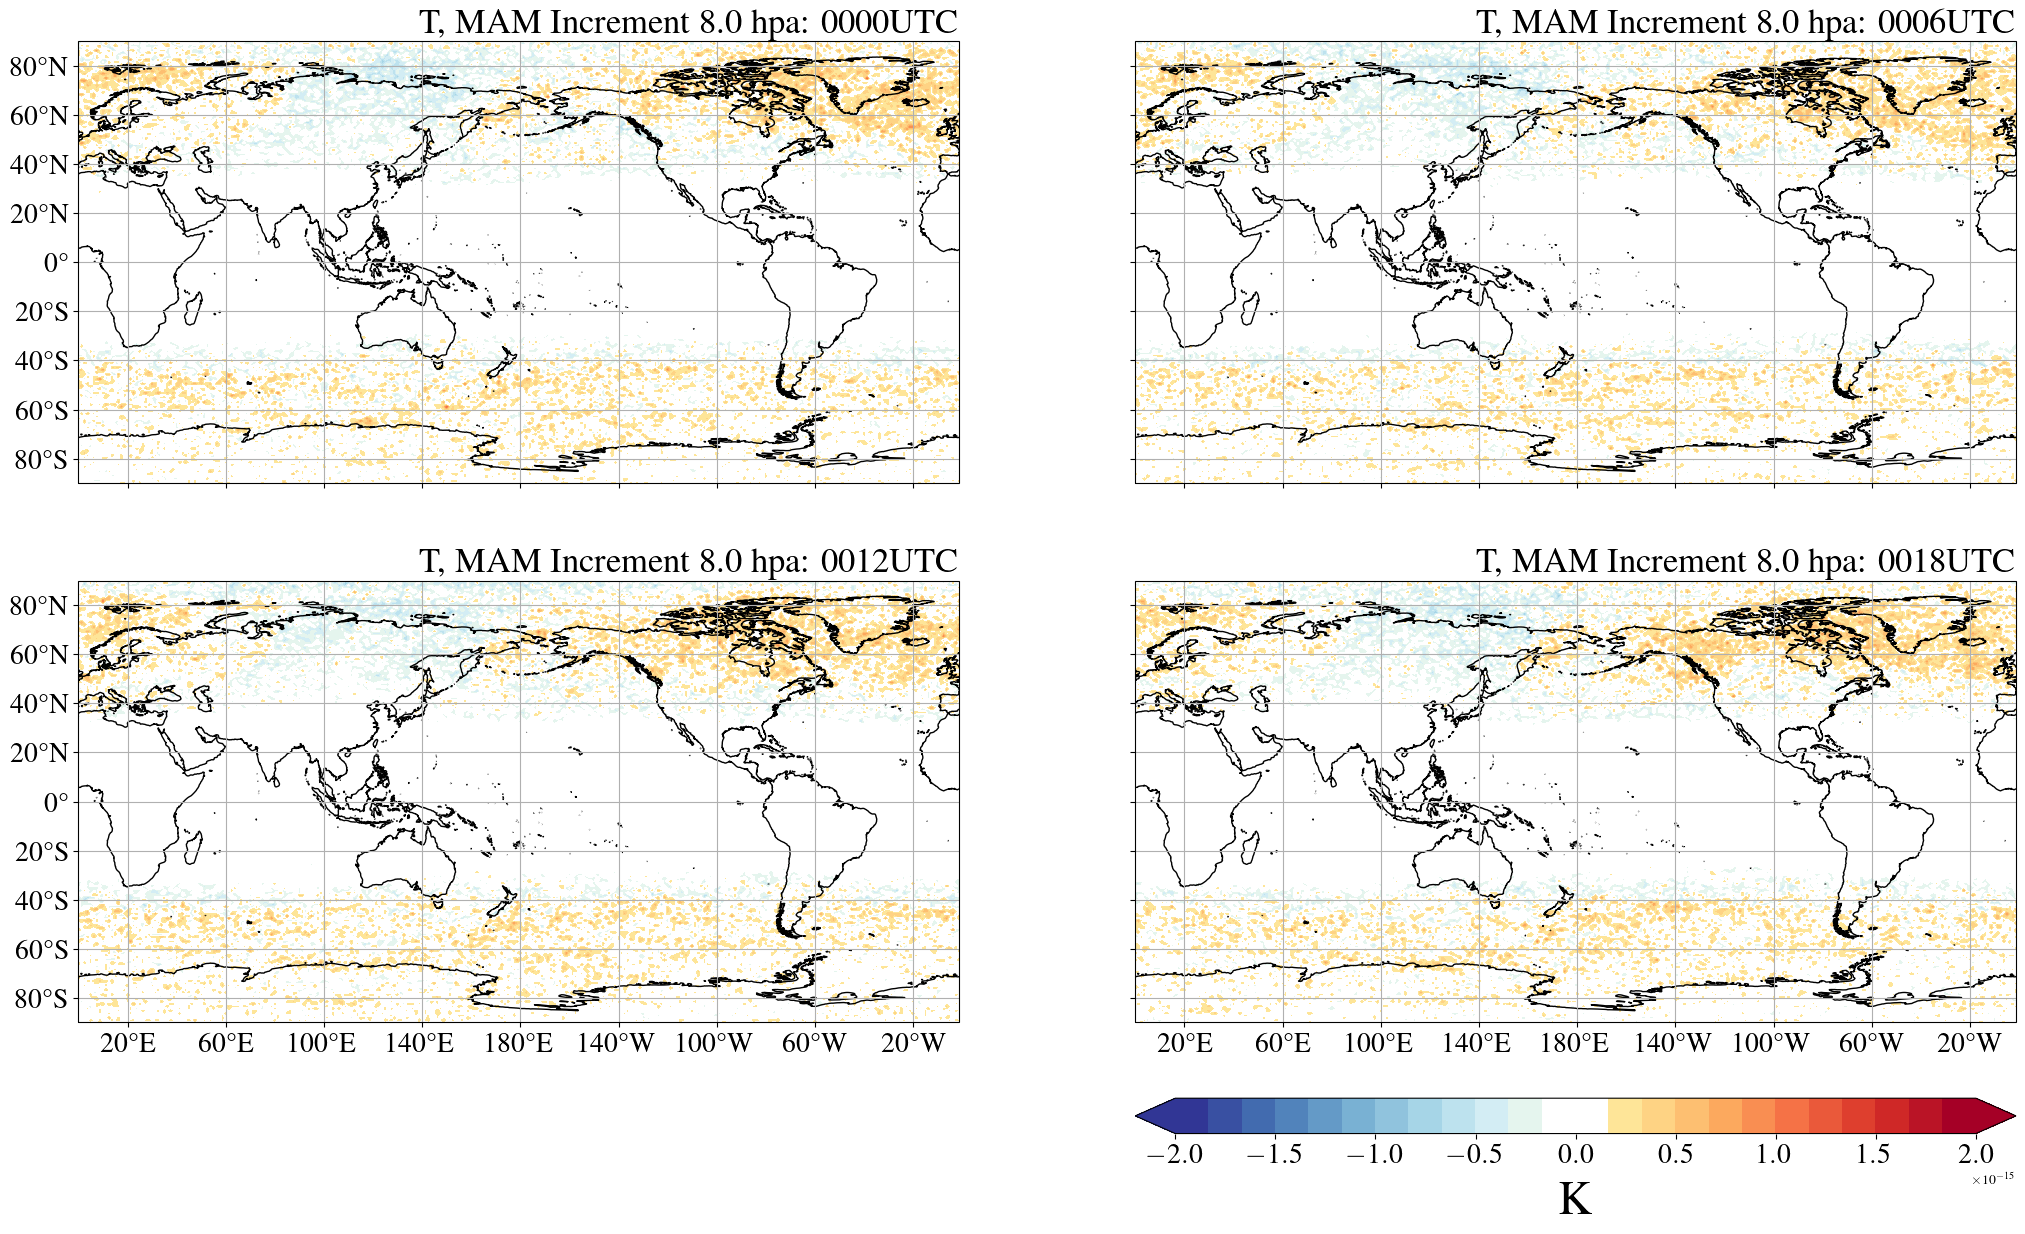 T, MAM Increment 8.0 hpa: 0000UTC
T, MAM Increment 8.0 hpa: 0006UTC
80°N
60°N
40°N
20°N
0°
20°S
40°S
60°S
80°S
T, MAM Increment 8.0 hpa: 0012UTC
T, MAM Increment 8.0 hpa: 0018UTC
80°N
60°N
40°N
20°N
0°
20°S
40°S
60°S
80°S
20°E 60°E 100°E 140°E 180°E 140°W 100°W 60°W 20°W
20°E 60°E 100°E 140°E 180°E 140°W 100°W 60°W 20°W
−2.0 −1.5 −1.0 −0.5 0.0 0.5 1.0 1.5 2.0
×10⁻¹⁵
K